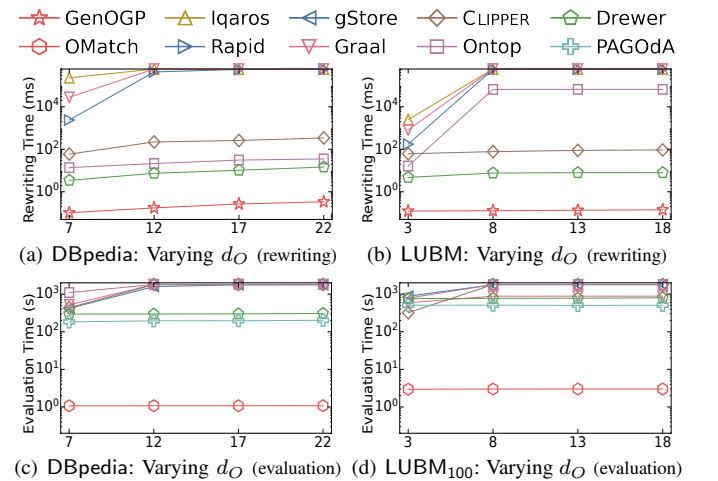 GenOGP Iqaros gStore CLIPPER Drewer
OMatch Rapid Graal Ontop PAGOdA
Rewriting Time (ms)
10^4
10^2
10^0
7 12 17 22
(a) DBpedia: Varying d_O (rewriting)
Rewriting Time (ms)
10^4
10^2
10^0
3 8 13 18
(b) LUBM: Varying d_O (rewriting)
Evaluation Time (s)
10^3
10^2
10^1
10^0
7 12 17 22
(c) DBpedia: Varying d_O (evaluation)
Evaluation Time (s)
10^3
10^2
10^1
10^0
3 8 13 18
(d) LUBM_100: Varying d_O (evaluation)